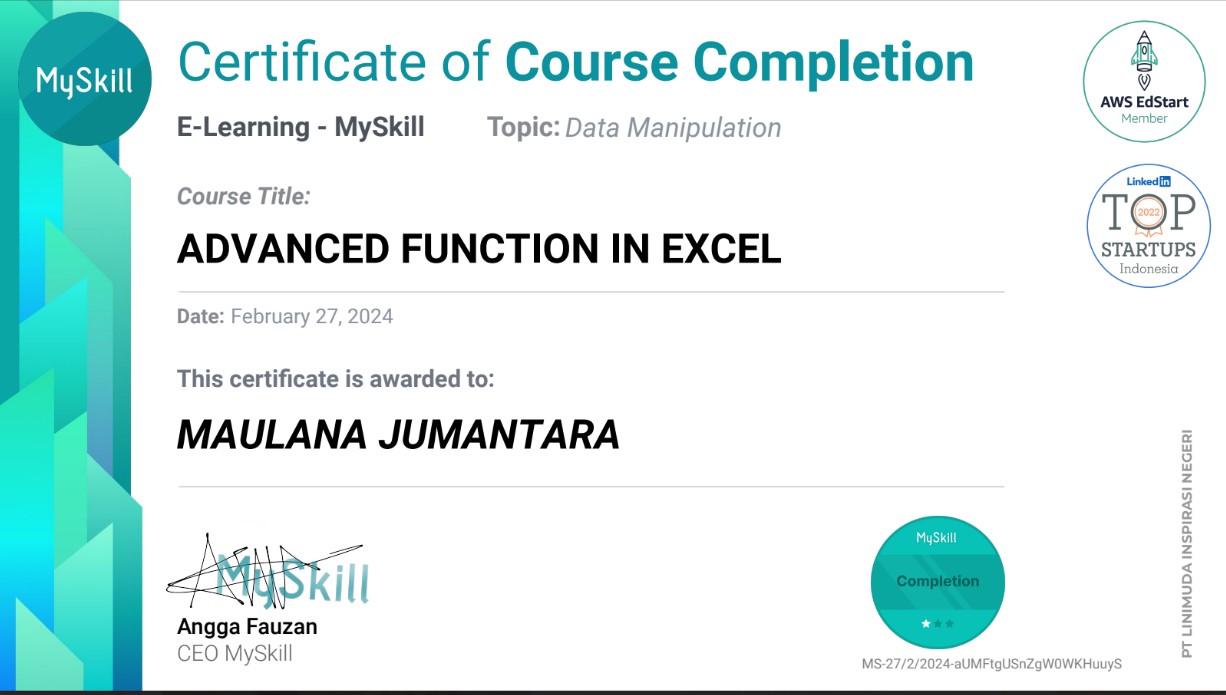 MySkill
Certificate of Course Completion
E-Learning - MySkill Topic: Data Manipulation
AWS EdStart
Member
Course Title:
ADVANCED FUNCTION IN EXCEL
LinkedIn
TOP
2022
STARTUPS
Indonesia
Date: February 27, 2024
This certificate is awarded to:
MAULANA JUMANTARA
MySkill
Angga Fauzan
CEO MySkill
MySkill
Completion
MS-27/2/2024-aUMFtgUSnZgW0WKHuuyS
PT LINIMUDA INSPIRASI NEGERI